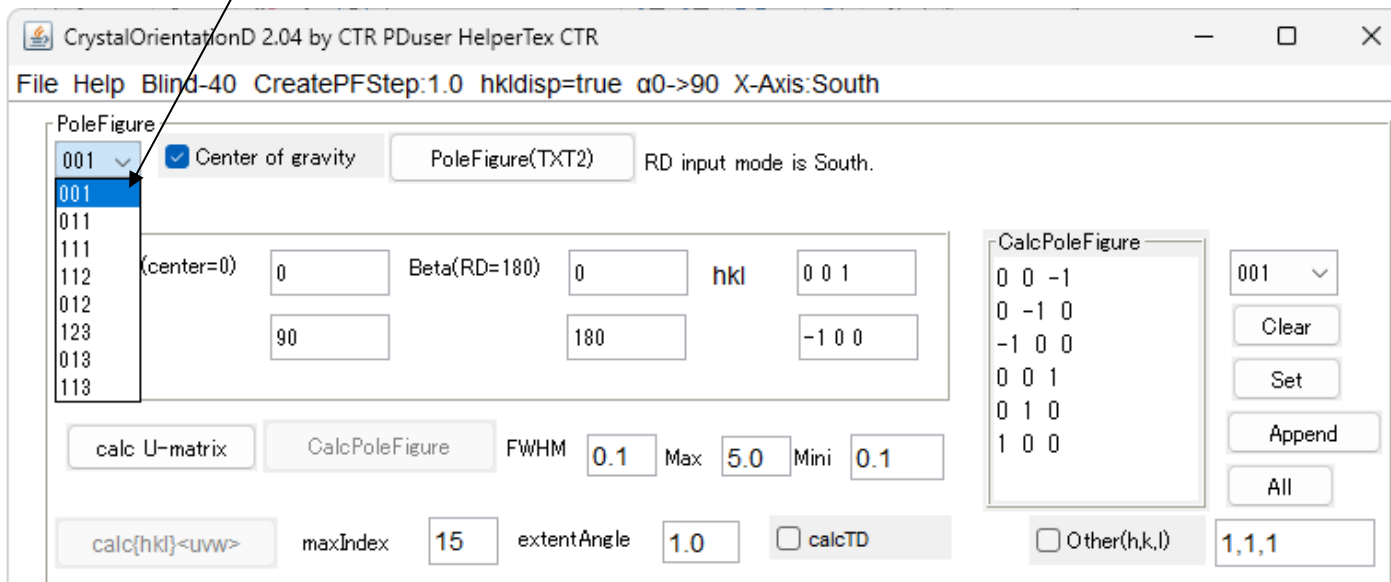 CrystalOrientationD 2.04 by CTR PDuser HelperTex CTR
File Help Blind-40 CreatePFStep:1.0 hkldisp=true α0->90 X-Axis:South
PoleFigure
001 Center of gravity PoleFigure(TXT2) RD input mode is South.
001
011
111
112
012
123
013
113
(center=0) 0 Beta(RD=180) 0 hkl 0 0 1
90 180 -1 0 0
CalcPoleFigure
0 0 -1
0 -1 0
-1 0 0
0 0 1
0 1 0
1 0 0
001
Clear
Set
Append
All
calc U-matrix CalcPoleFigure FWHM 0.1 Max 5.0 Mini 0.1
calc{hkl}<uvw> maxIndex 15 extentAngle 1.0 calcTD Other(h,k,l) 1,1,1